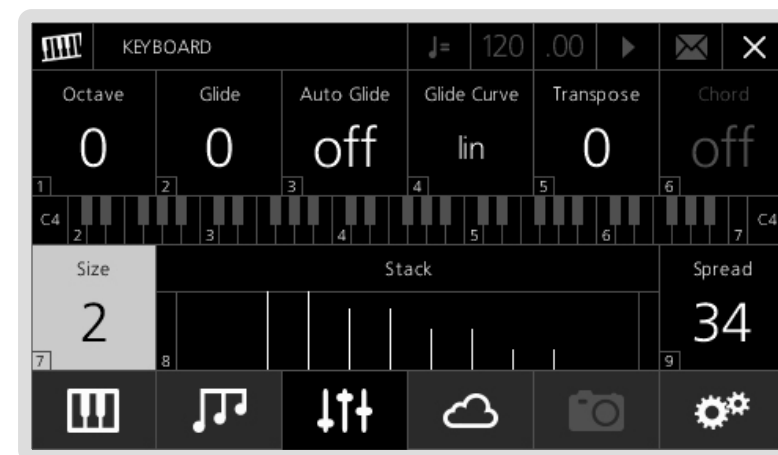 KEYBOARD ♩= 120 .00
Octave Glide Auto Glide Glide Curve Transpose Chord
0 0 off lin 0 off
1 2 3 4 5 6
C4 2 3 4 5 6 7 C4
Size Stack Spread
2 34
7 8 9